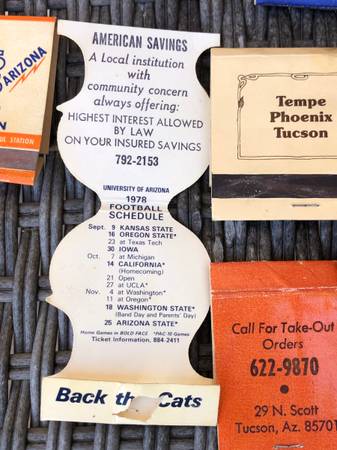 ARIZONA
N
STATION
AMERICAN SAVINGS
A Local institution
with
community concern
always offering:
HIGHEST INTEREST ALLOWED
BY LAW
ON YOUR INSURED SAVINGS
792-2153
UNIVERSITY OF ARIZONA
1978
FOOTBALL
SCHEDULE
Sept. 9 KANSAS STATE
16 OREGON STATE*
23 at Texas Tech
30 IOWA
Oct. 7 at Michigan
14 CALIFORNIA*
(Homecoming)
21 Open
27 at UCLA*
Nov. 4 at Washington*
11 at Oregon*
18 WASHINGTON STATE*
(Band Day and Parents' Day)
25 ARIZONA STATE*
Home Games in BOLD FACE *PAC 10 Games
Ticket Information, 884-2411
Back the Cats
Tempe
Phoenix
Tucson
Call For Take-Out
Orders
622-9870
29 N. Scott
Tucson, Az. 85701